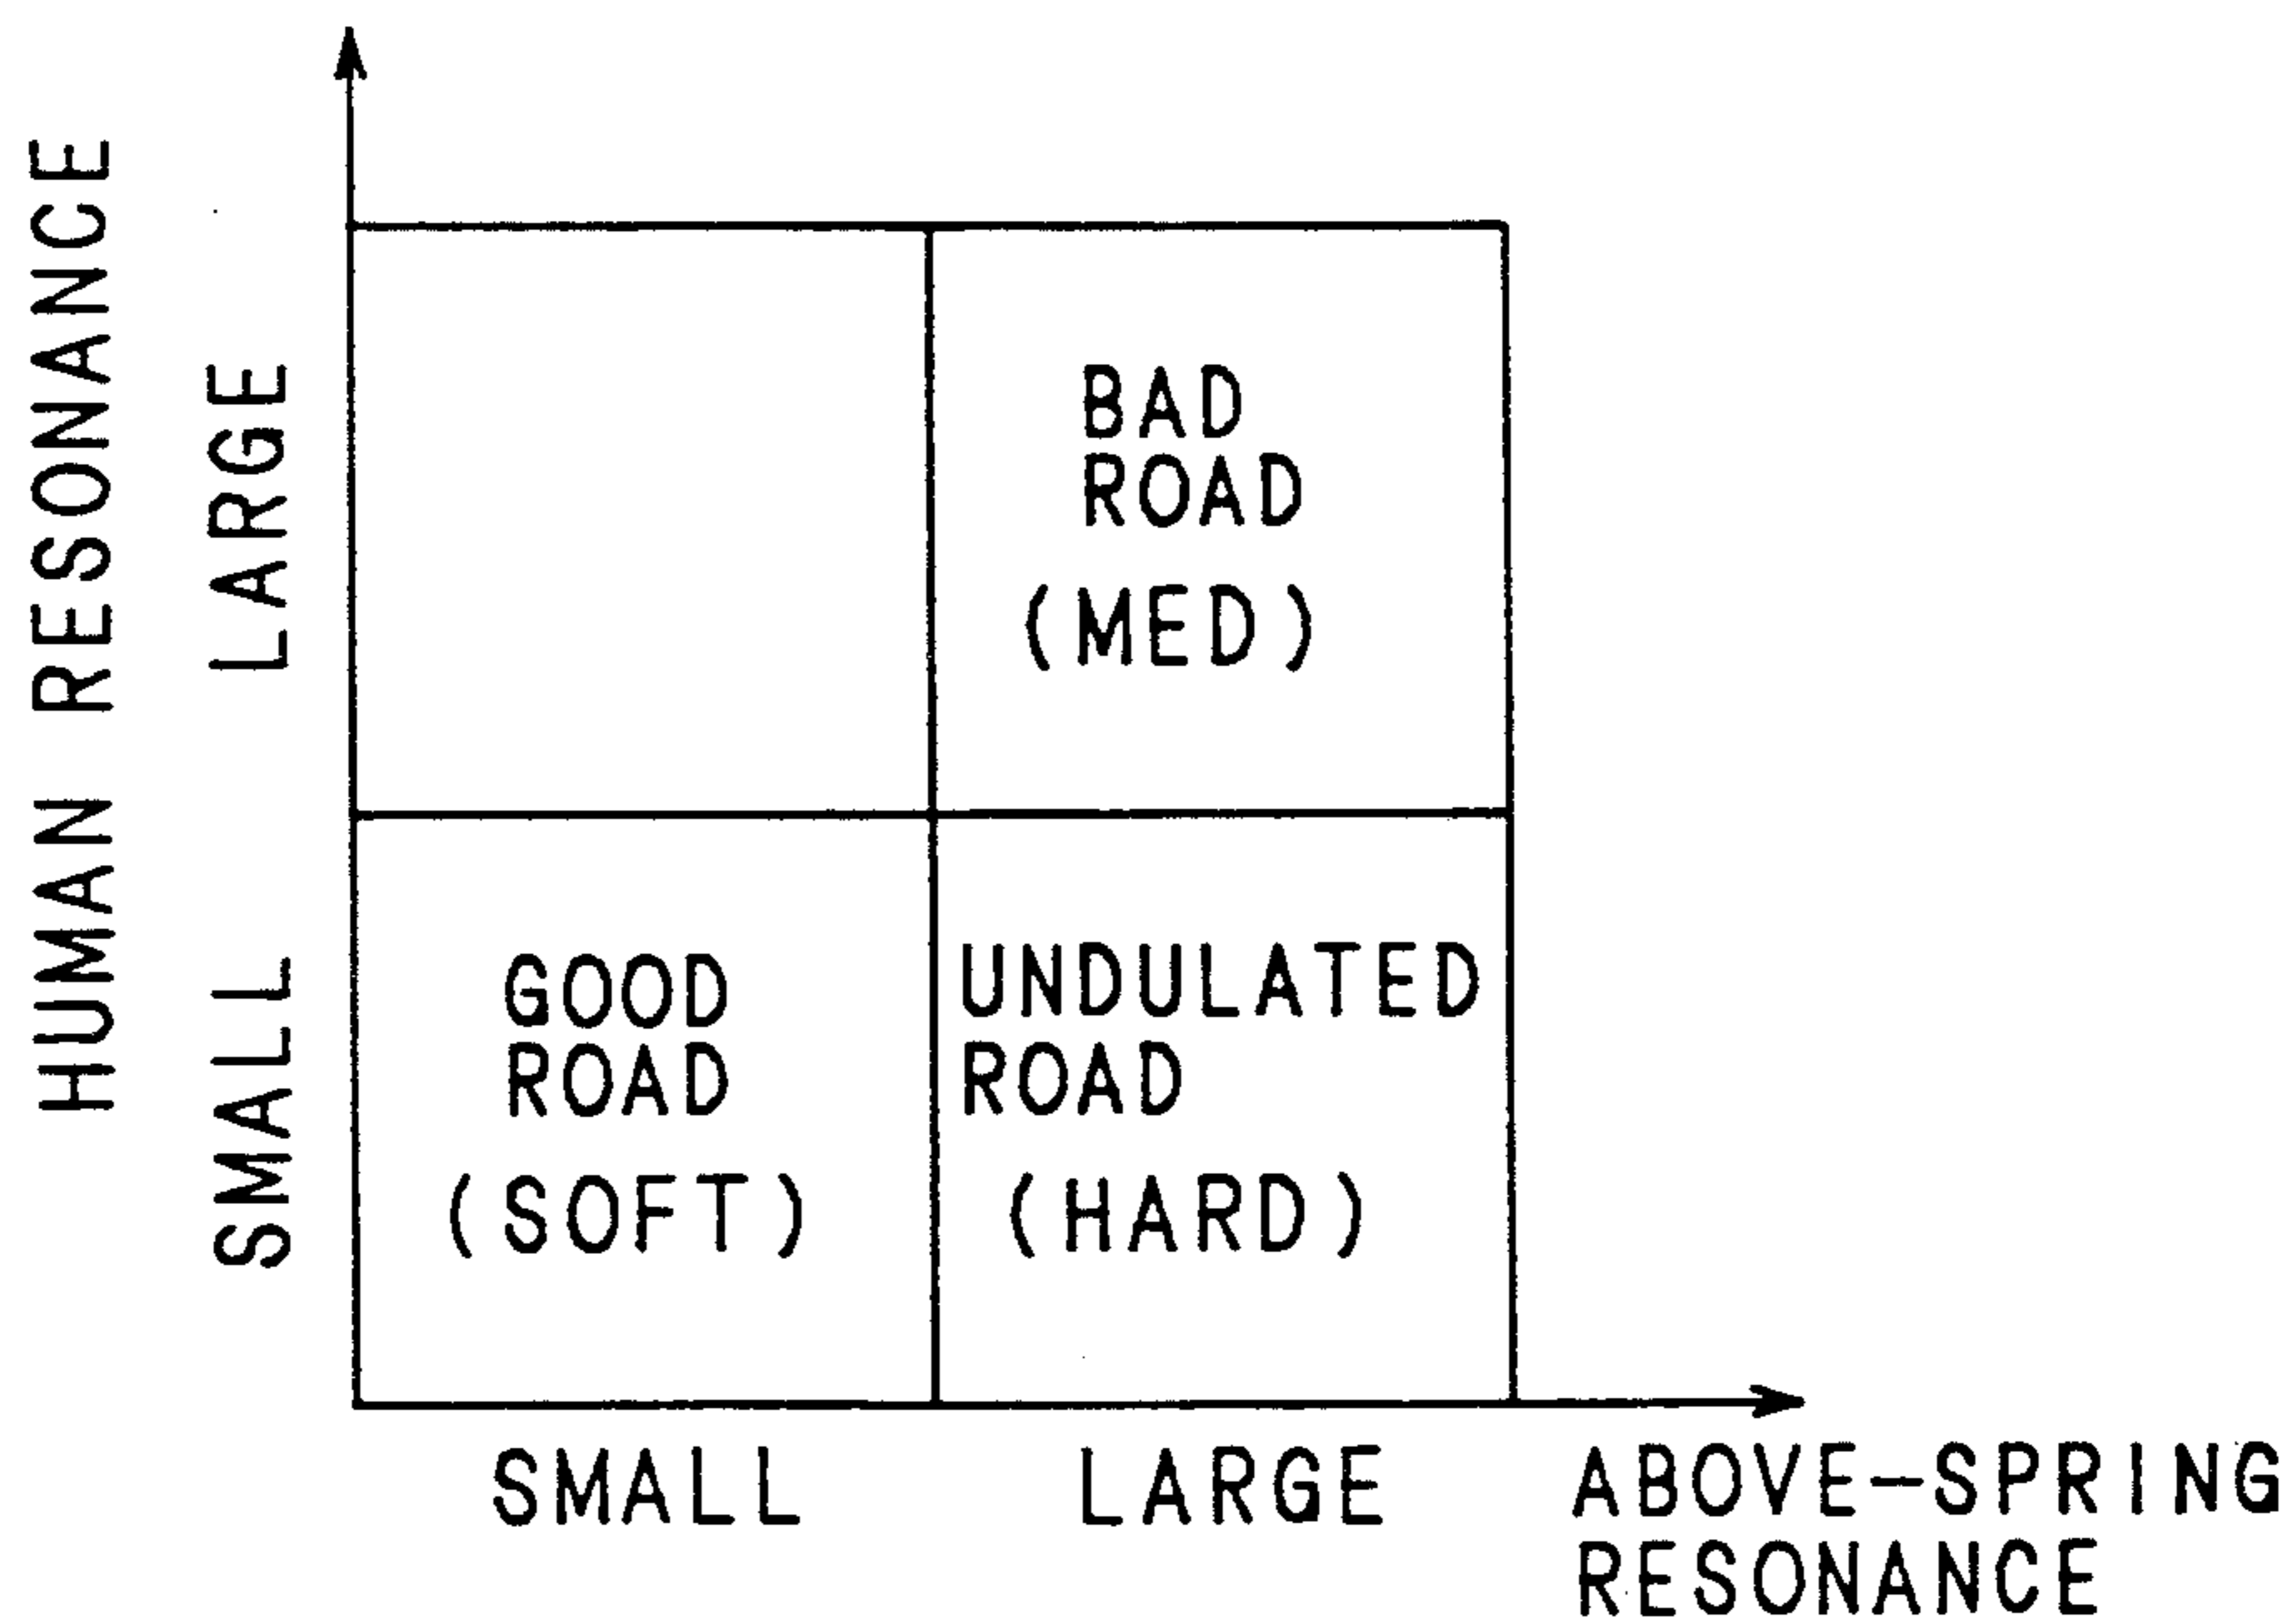 HUMAN RESONANCE
LARGE
SMALL
BAD
ROAD
(MED)
GOOD
ROAD
(SOFT)
UNDULATED
ROAD
(HARD)
SMALL
LARGE
ABOVE-SPRING
RESONANCE